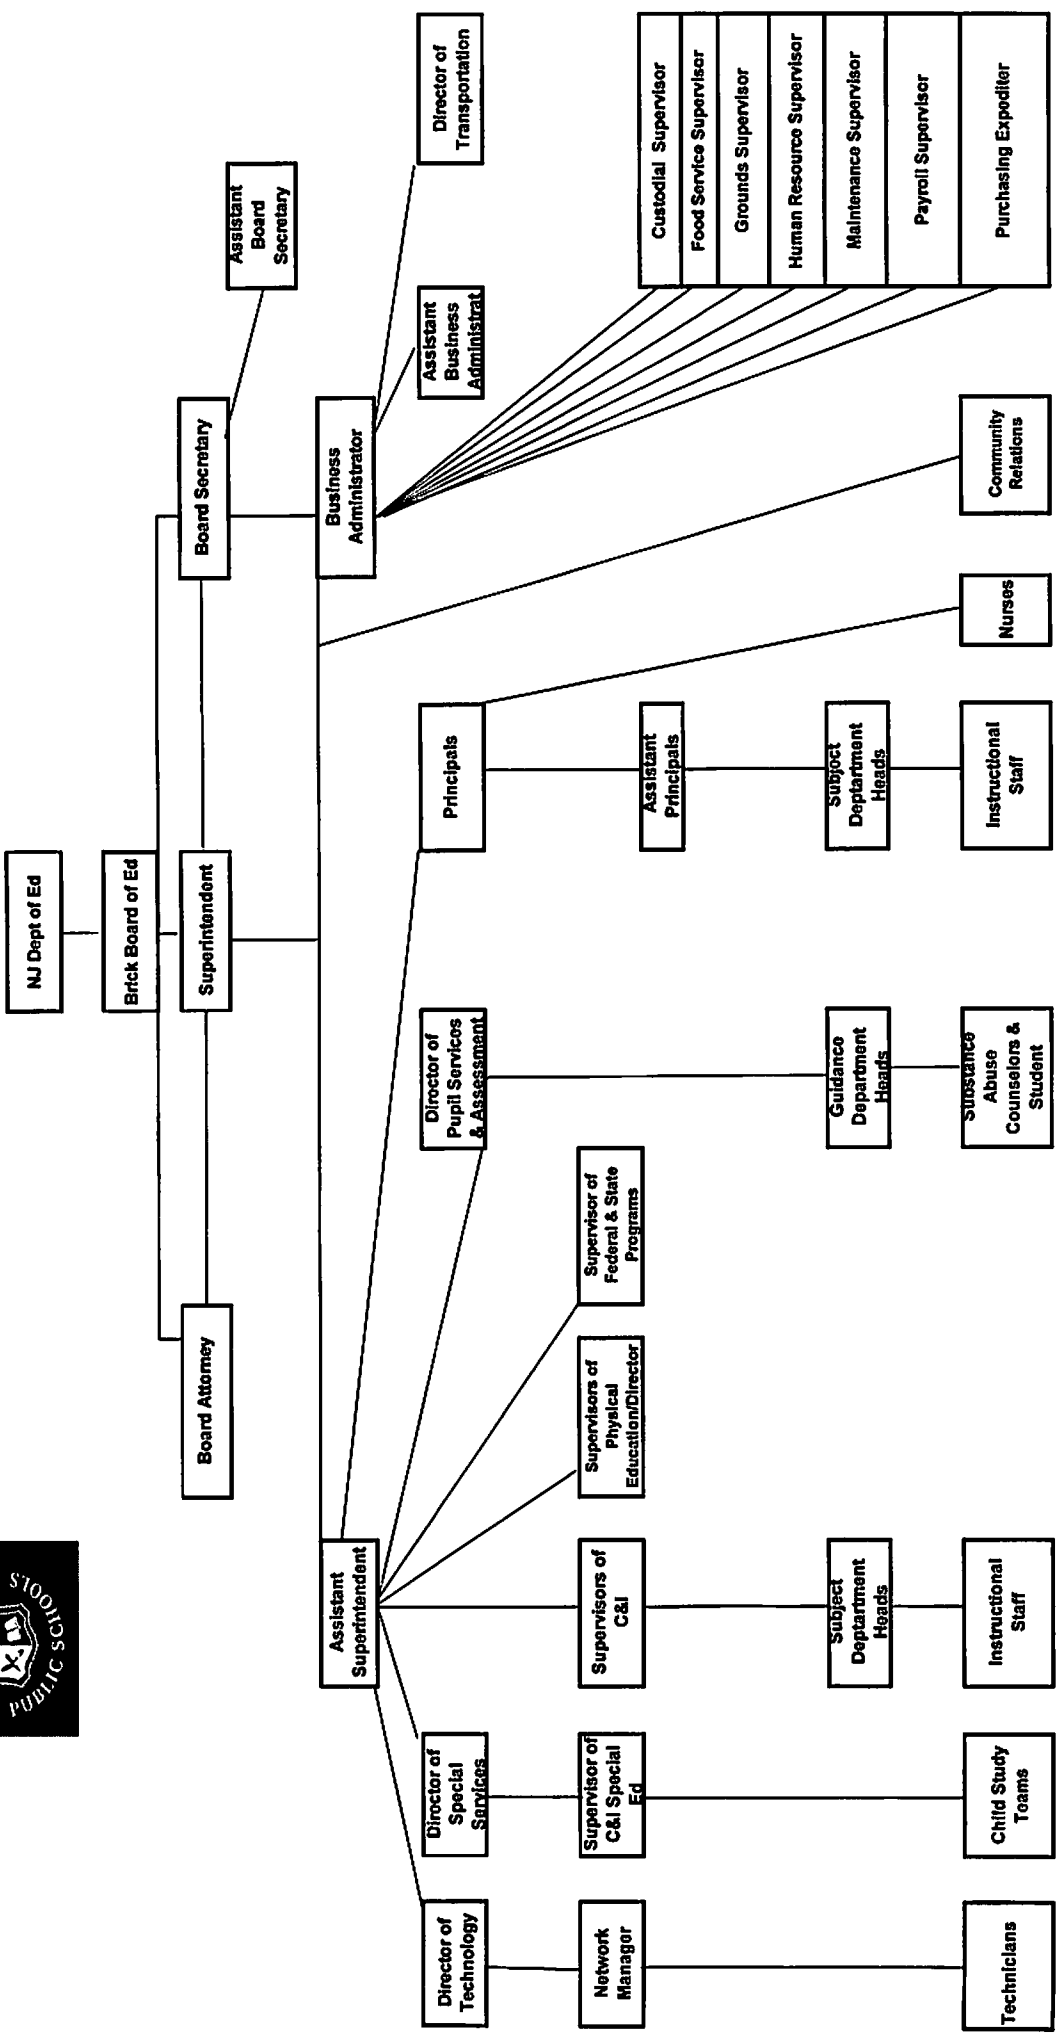 PUBLIC SCHOOLS
NJ Dept of Ed
Brick Board of Ed
Board Attorney
Superintendent
Board Secretary
Assistant
Board
Secretary
Assistant
Superintendent
Business
Administrator
Director of
Technology
Director of
Special
Services
Director of
Pupil Services
& Assessment
Principals
Assistant
Business
Administrat
Director of
Transportation
Network
Manager
Supervisor of
C&I Special
Ed
Supervisors of
C&I
Supervisors of
Physical
Education/Director
Supervisor of
Federal & State
Programs
Assistant
Principals
Custodial Supervisor
Food Service Supervisor
Grounds Supervisor
Human Resource Supervisor
Maintenance Supervisor
Payroll Supervisor
Purchasing Expediter
Subject
Deptartment
Heads
Guidance
Department
Heads
Subject
Deptartment
Heads
Technicians
Child Study
Teams
Instructional
Staff
Substance
Abuse
Counselors &
Student
Instructional
Staff
Nurses
Community
Relations